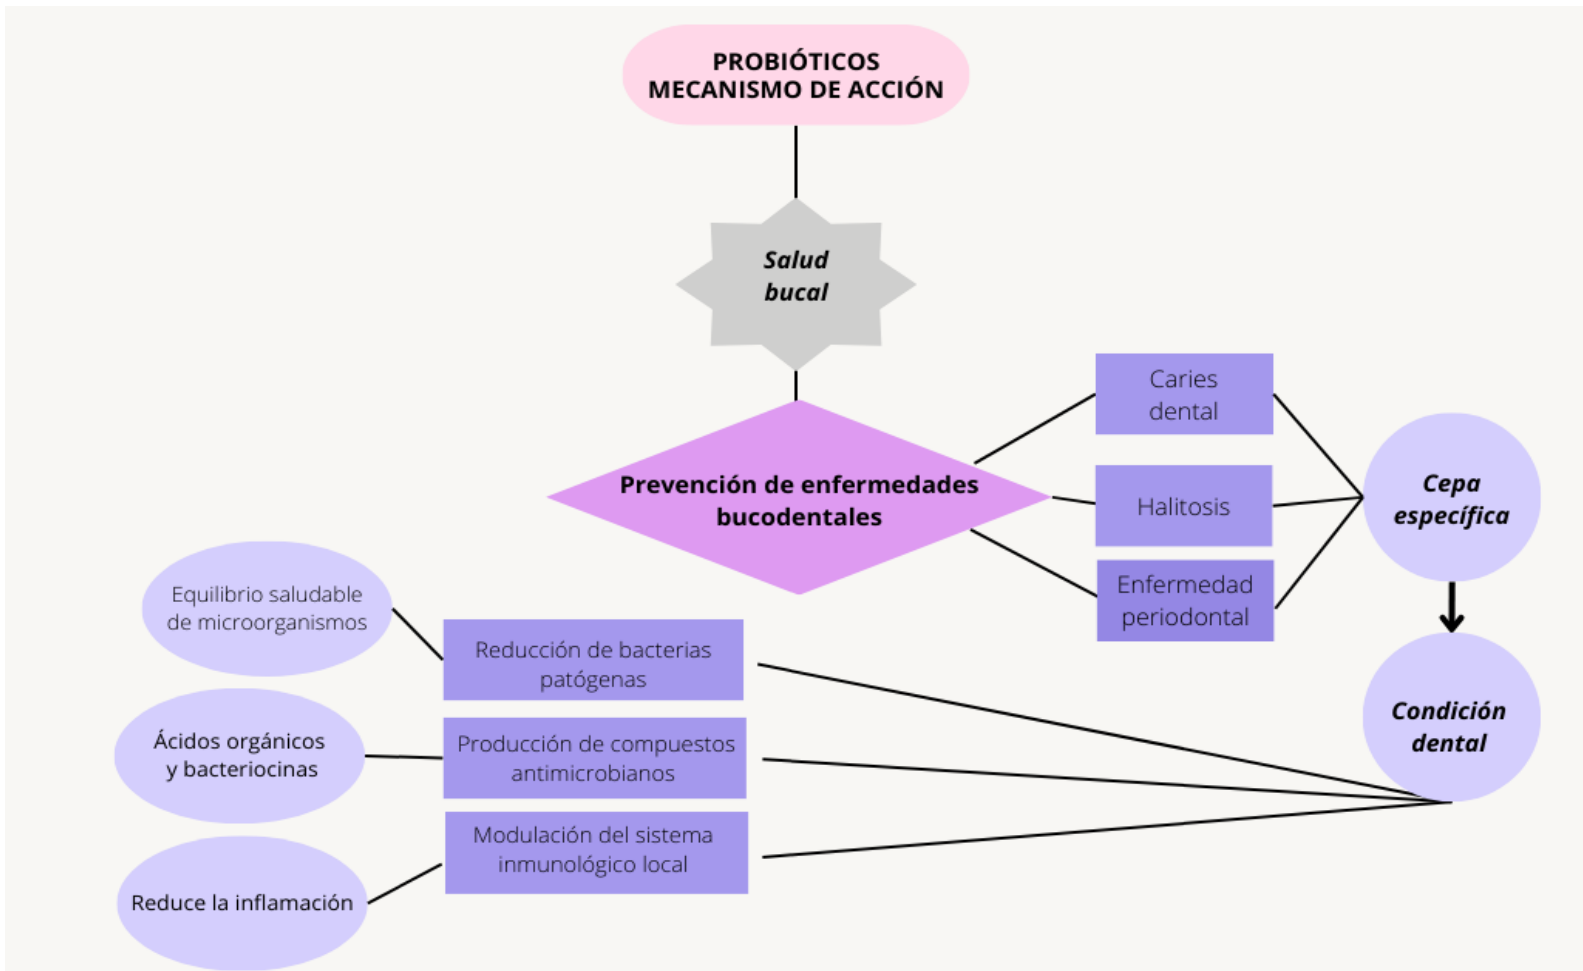 PROBIÓTICOS
MECANISMO DE ACCIÓN
Salud
bucal
Prevención de enfermedades
bucodentales
Caries
dental
Halitosis
Enfermedad
periodontal
Cepa
específica
Condición
dental
Reducción de bacterias
patógenas
Producción de compuestos
antimicrobianos
Modulación del sistema
inmunológico local
Equilibrio saludable
de microorganismos
Ácidos orgánicos
y bacteriocinas
Reduce la inflamación